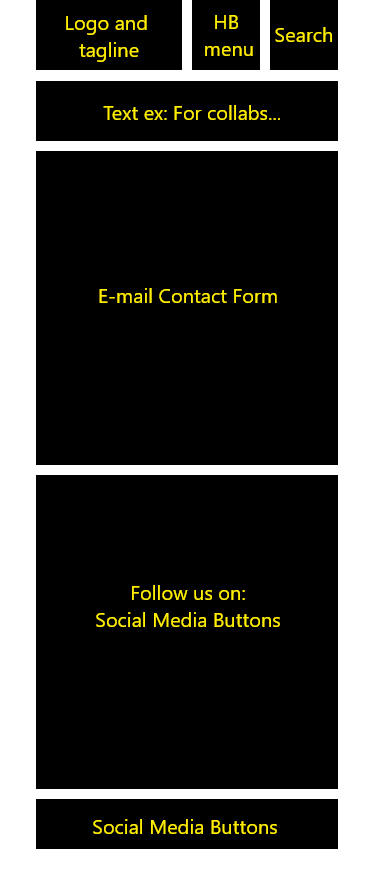 Logo and
tagline
HB
menu
Search
Text ex: For collabs...
E-mail Contact Form
Follow us on:
Social Media Buttons
Social Media Buttons